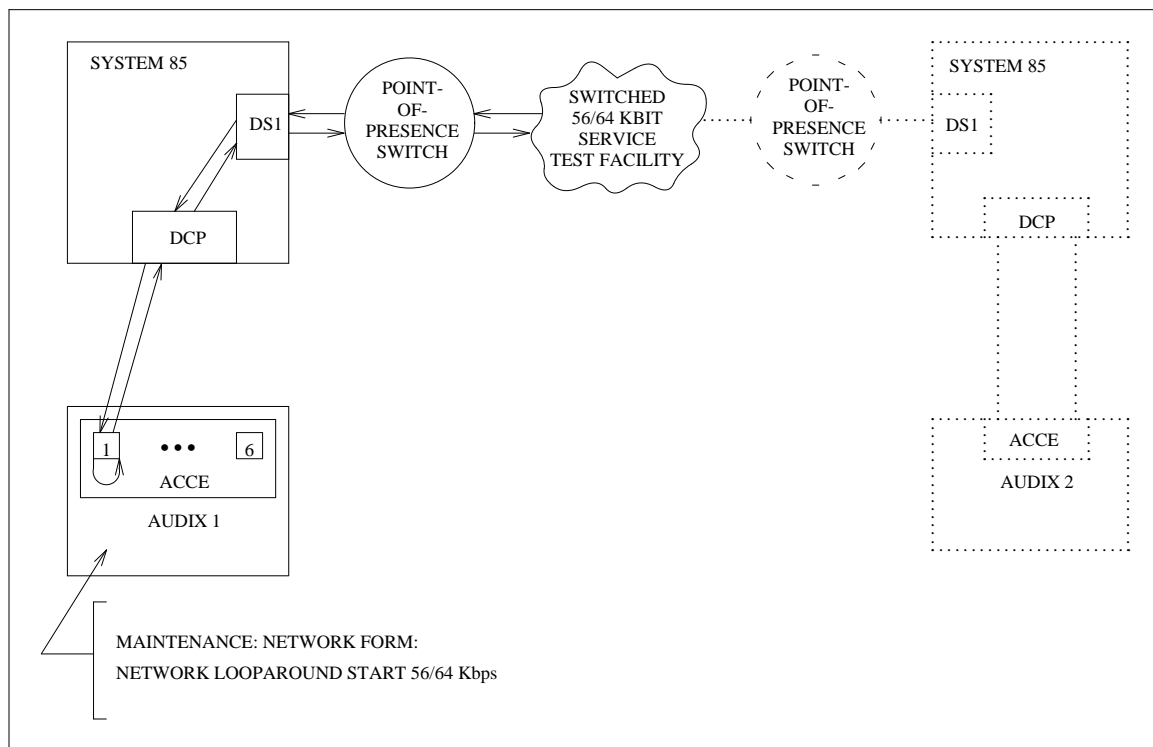 SYSTEM 85
DS1
DCP
POINT-
OF-
PRESENCE
SWITCH
SWITCHED
56/64 KBIT
SERVICE
TEST FACILITY
POINT-
OF-
PRESENCE
SWITCH
SYSTEM 85
DS1
DCP
1
6
ACCE
AUDIX 1
ACCE
AUDIX 2
MAINTENANCE: NETWORK FORM:
NETWORK LOOPAROUND START 56/64 Kbps